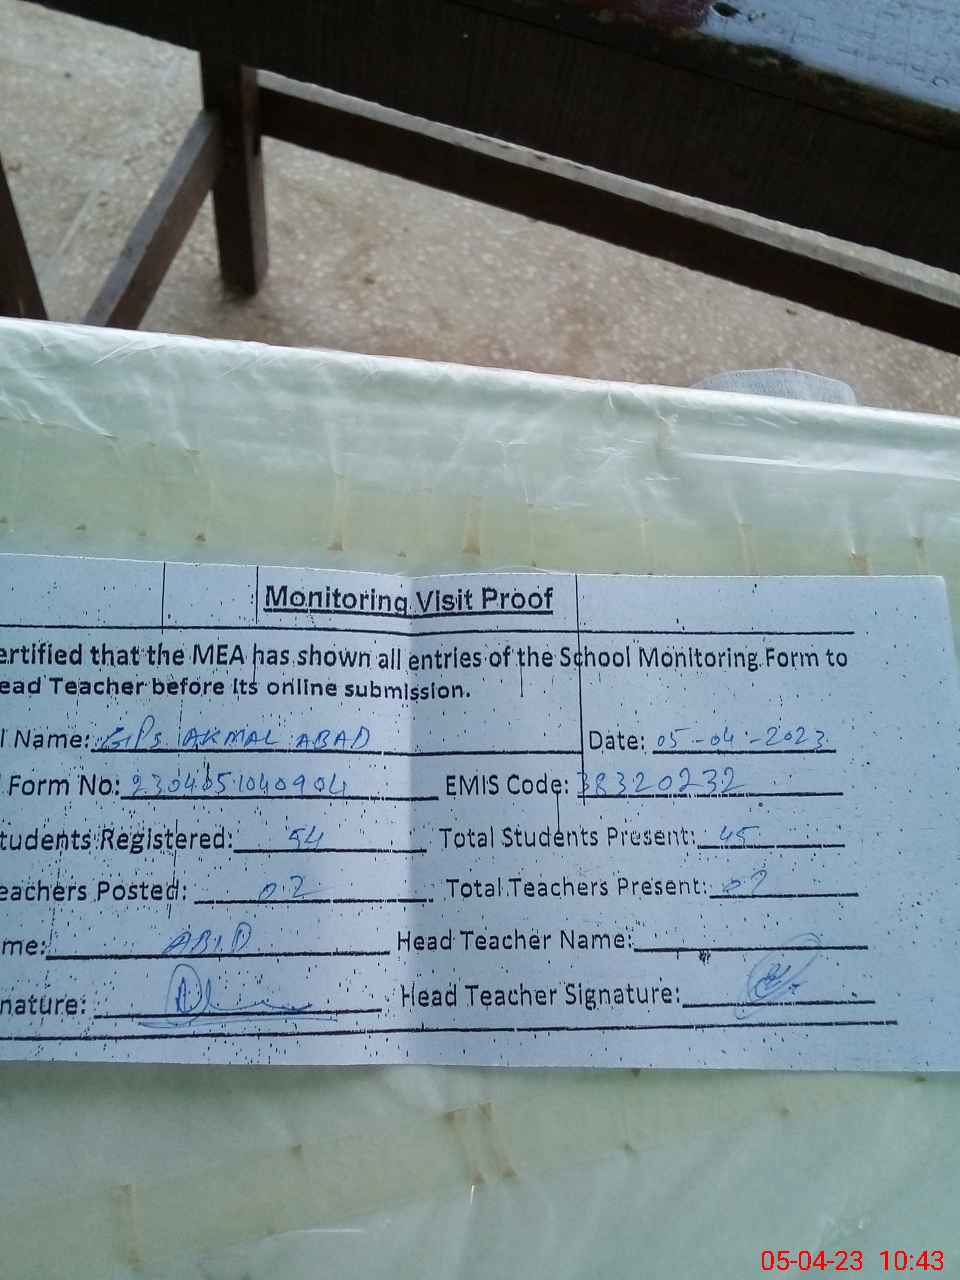 Monitoring Visit Proof
ertified that the MEA has shown all entries of the School Monitoring Form to
ead Teacher before its online submission.
l Name: GPS AKMAL ABAD Date: 05-04-2023
Form No: 2304051040904 EMIS Code: 38320232
tudents Registered: 54 Total Students Present: 45
eachers Posted: 02 Total Teachers Present: 02
me: ABID Head Teacher Name:
nature: Head Teacher Signature:
05-04-23 10:43